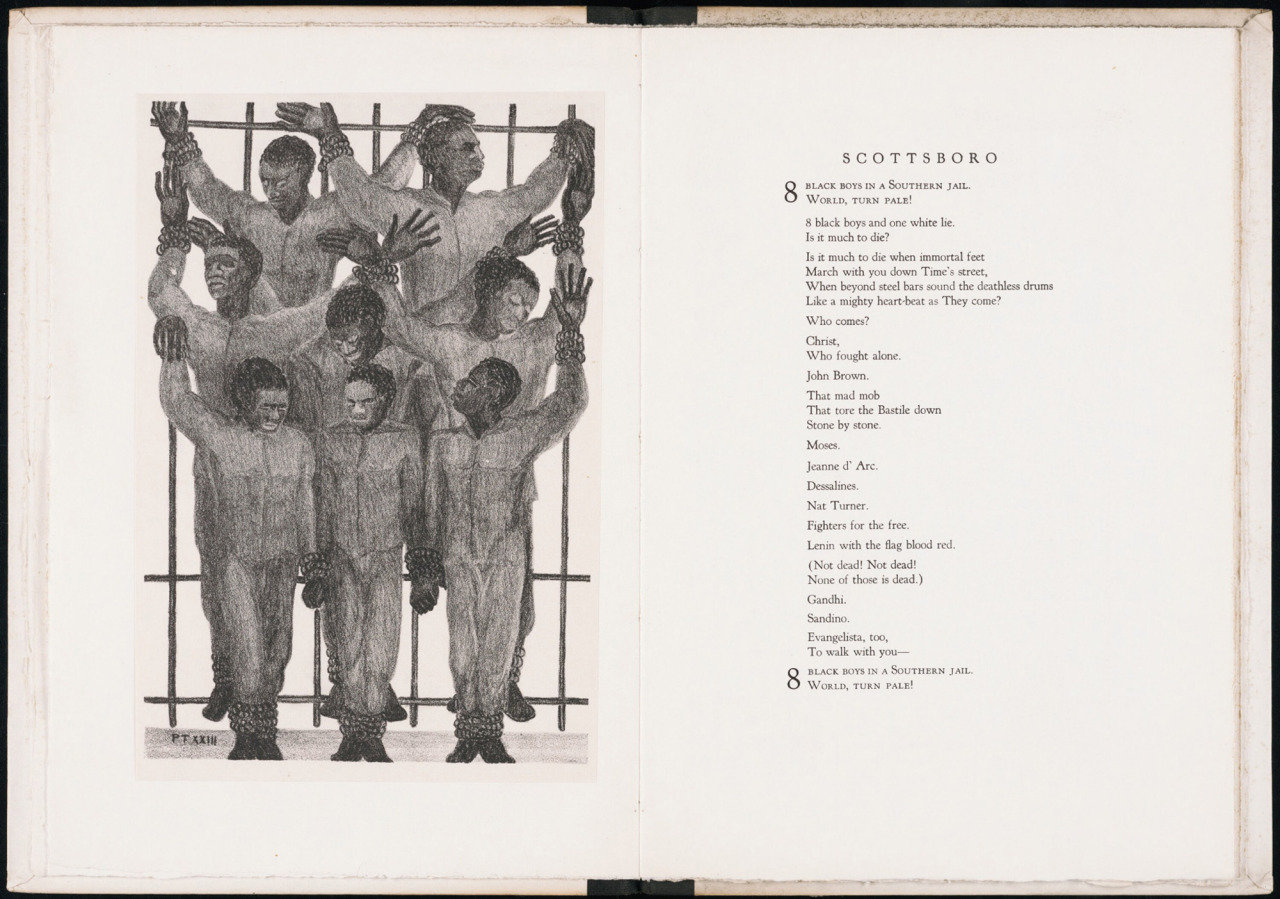 PTXXIII
SCOTTSBORO
8 BLACK BOYS IN A SOUTHERN JAIL.
WORLD, TURN PALE!
8 black boys and one white lie.
Is it much to die?
Is it much to die when immortal feet
March with you down Time's street,
When beyond steel bars sound the deathless drums
Like a mighty heart-beat as They come?
Who comes?
Christ,
Who fought alone.
John Brown.
That mad mob
That tore the Bastile down
Stone by stone.
Moses.
Jeanne d' Arc.
Dessalines.
Nat Turner.
Fighters for the free.
Lenin with the flag blood red.
(Not dead! Not dead!
None of those is dead.)
Gandhi.
Sandino.
Evangelista, too,
To walk with you—
8 BLACK BOYS IN A SOUTHERN JAIL.
WORLD, TURN PALE!